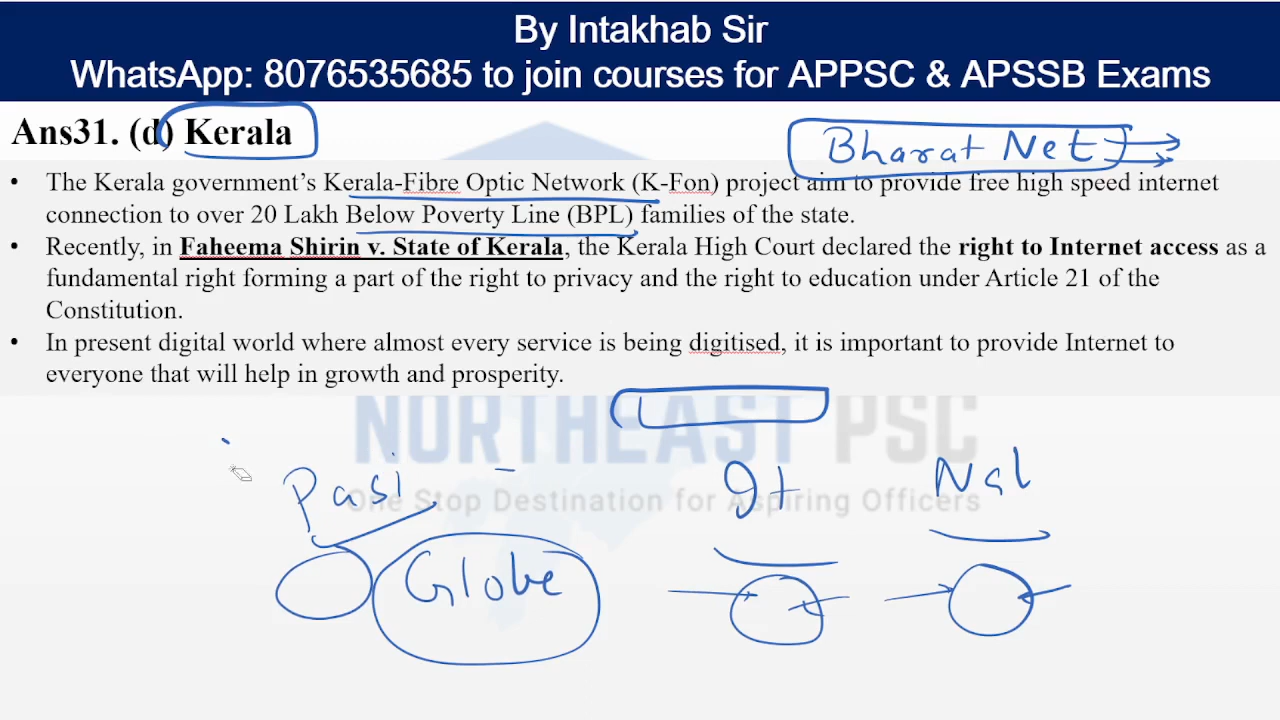 By Intakhab Sir
WhatsApp: 8076535685 to join courses for APPSC & APSSB Exams
Ans31. (d) Kerala
Bharat Net
• The Kerala government’s Kerala-Fibre Optic Network (K-Fon) project aim to provide free high speed internet
connection to over 20 Lakh Below Poverty Line (BPL) families of the state.
• Recently, in Faheema Shirin v. State of Kerala, the Kerala High Court declared the right to Internet access as a
fundamental right forming a part of the right to privacy and the right to education under Article 21 of the
Constitution.
• In present digital world where almost every service is being digitised, it is important to provide Internet to
everyone that will help in growth and prosperity.
NORTHEAST PSC
Pasi
Nal
One Stop Destination for Aspiring Officers
Globe